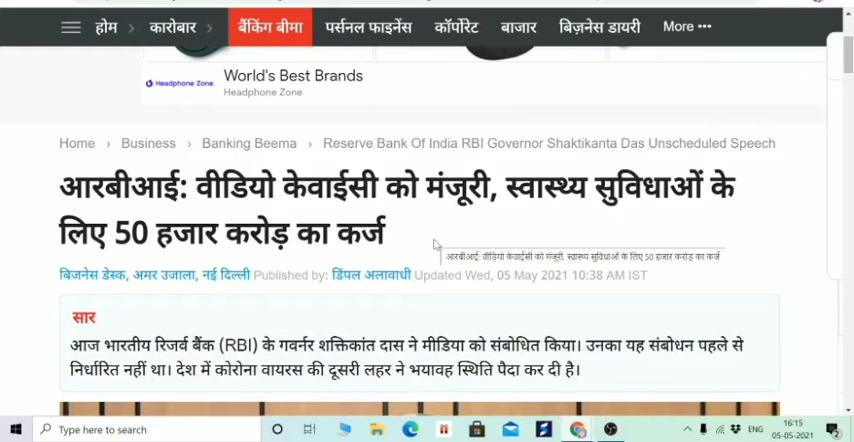 होम > कारोबार > बैंकिंग बीमा पर्सनल फाइनेंस कॉर्पोरेट बाजार बिज़नेस डायरी More •••
World's Best Brands
Headphone Zone
Headphone Zone
Home > Business > Banking Beema > Reserve Bank Of India RBI Governor Shaktikanta Das Unscheduled Speech
आरबीआई: वीडियो केवाईसी को मंजूरी, स्वास्थ्य सुविधाओं के
लिए 50 हजार करोड़ का कर्ज
आरबीआई: वीडियो केवाईसी को मंजूरी, स्वास्थ्य सुविधाओं के लिए 50 हजार करोड़ का कर्ज
बिजनेस डेस्क, अमर उजाला, नई दिल्ली Published by: डिंपल अलावाधी Updated Wed, 05 May 2021 10:38 AM IST
सार
आज भारतीय रिजर्व बैंक (RBI) के गवर्नर शक्तिकांत दास ने मीडिया को संबोधित किया। उनका यह संबोधन पहले से
निर्धारित नहीं था। देश में कोरोना वायरस की दूसरी लहर ने भयावह स्थिति पैदा कर दी है।
Type here to search
ENG
16:15
05-05-2021
2